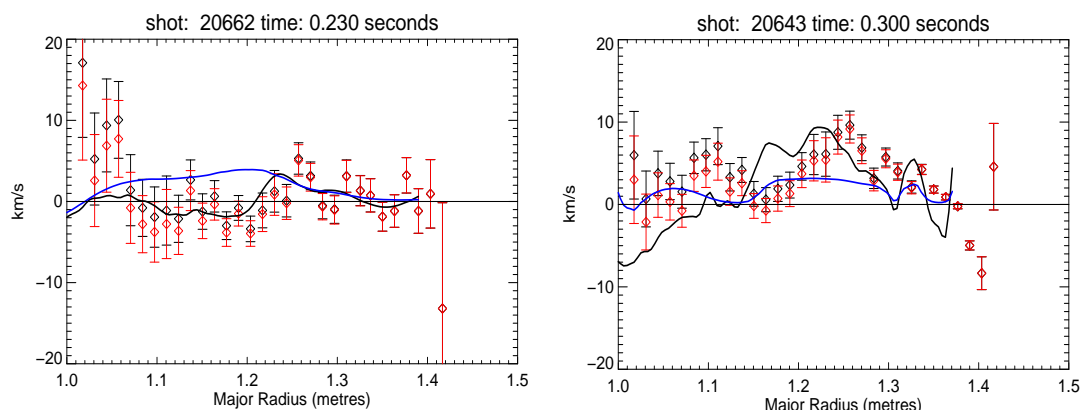 shot: 20662 time: 0.230 seconds
20
10
0
−10
−20
km/s
1.0 1.1 1.2 1.3 1.4 1.5
Major Radius (metres)
shot: 20643 time: 0.300 seconds
20
10
0
−10
−20
km/s
1.0 1.1 1.2 1.3 1.4 1.5
Major Radius (metres)